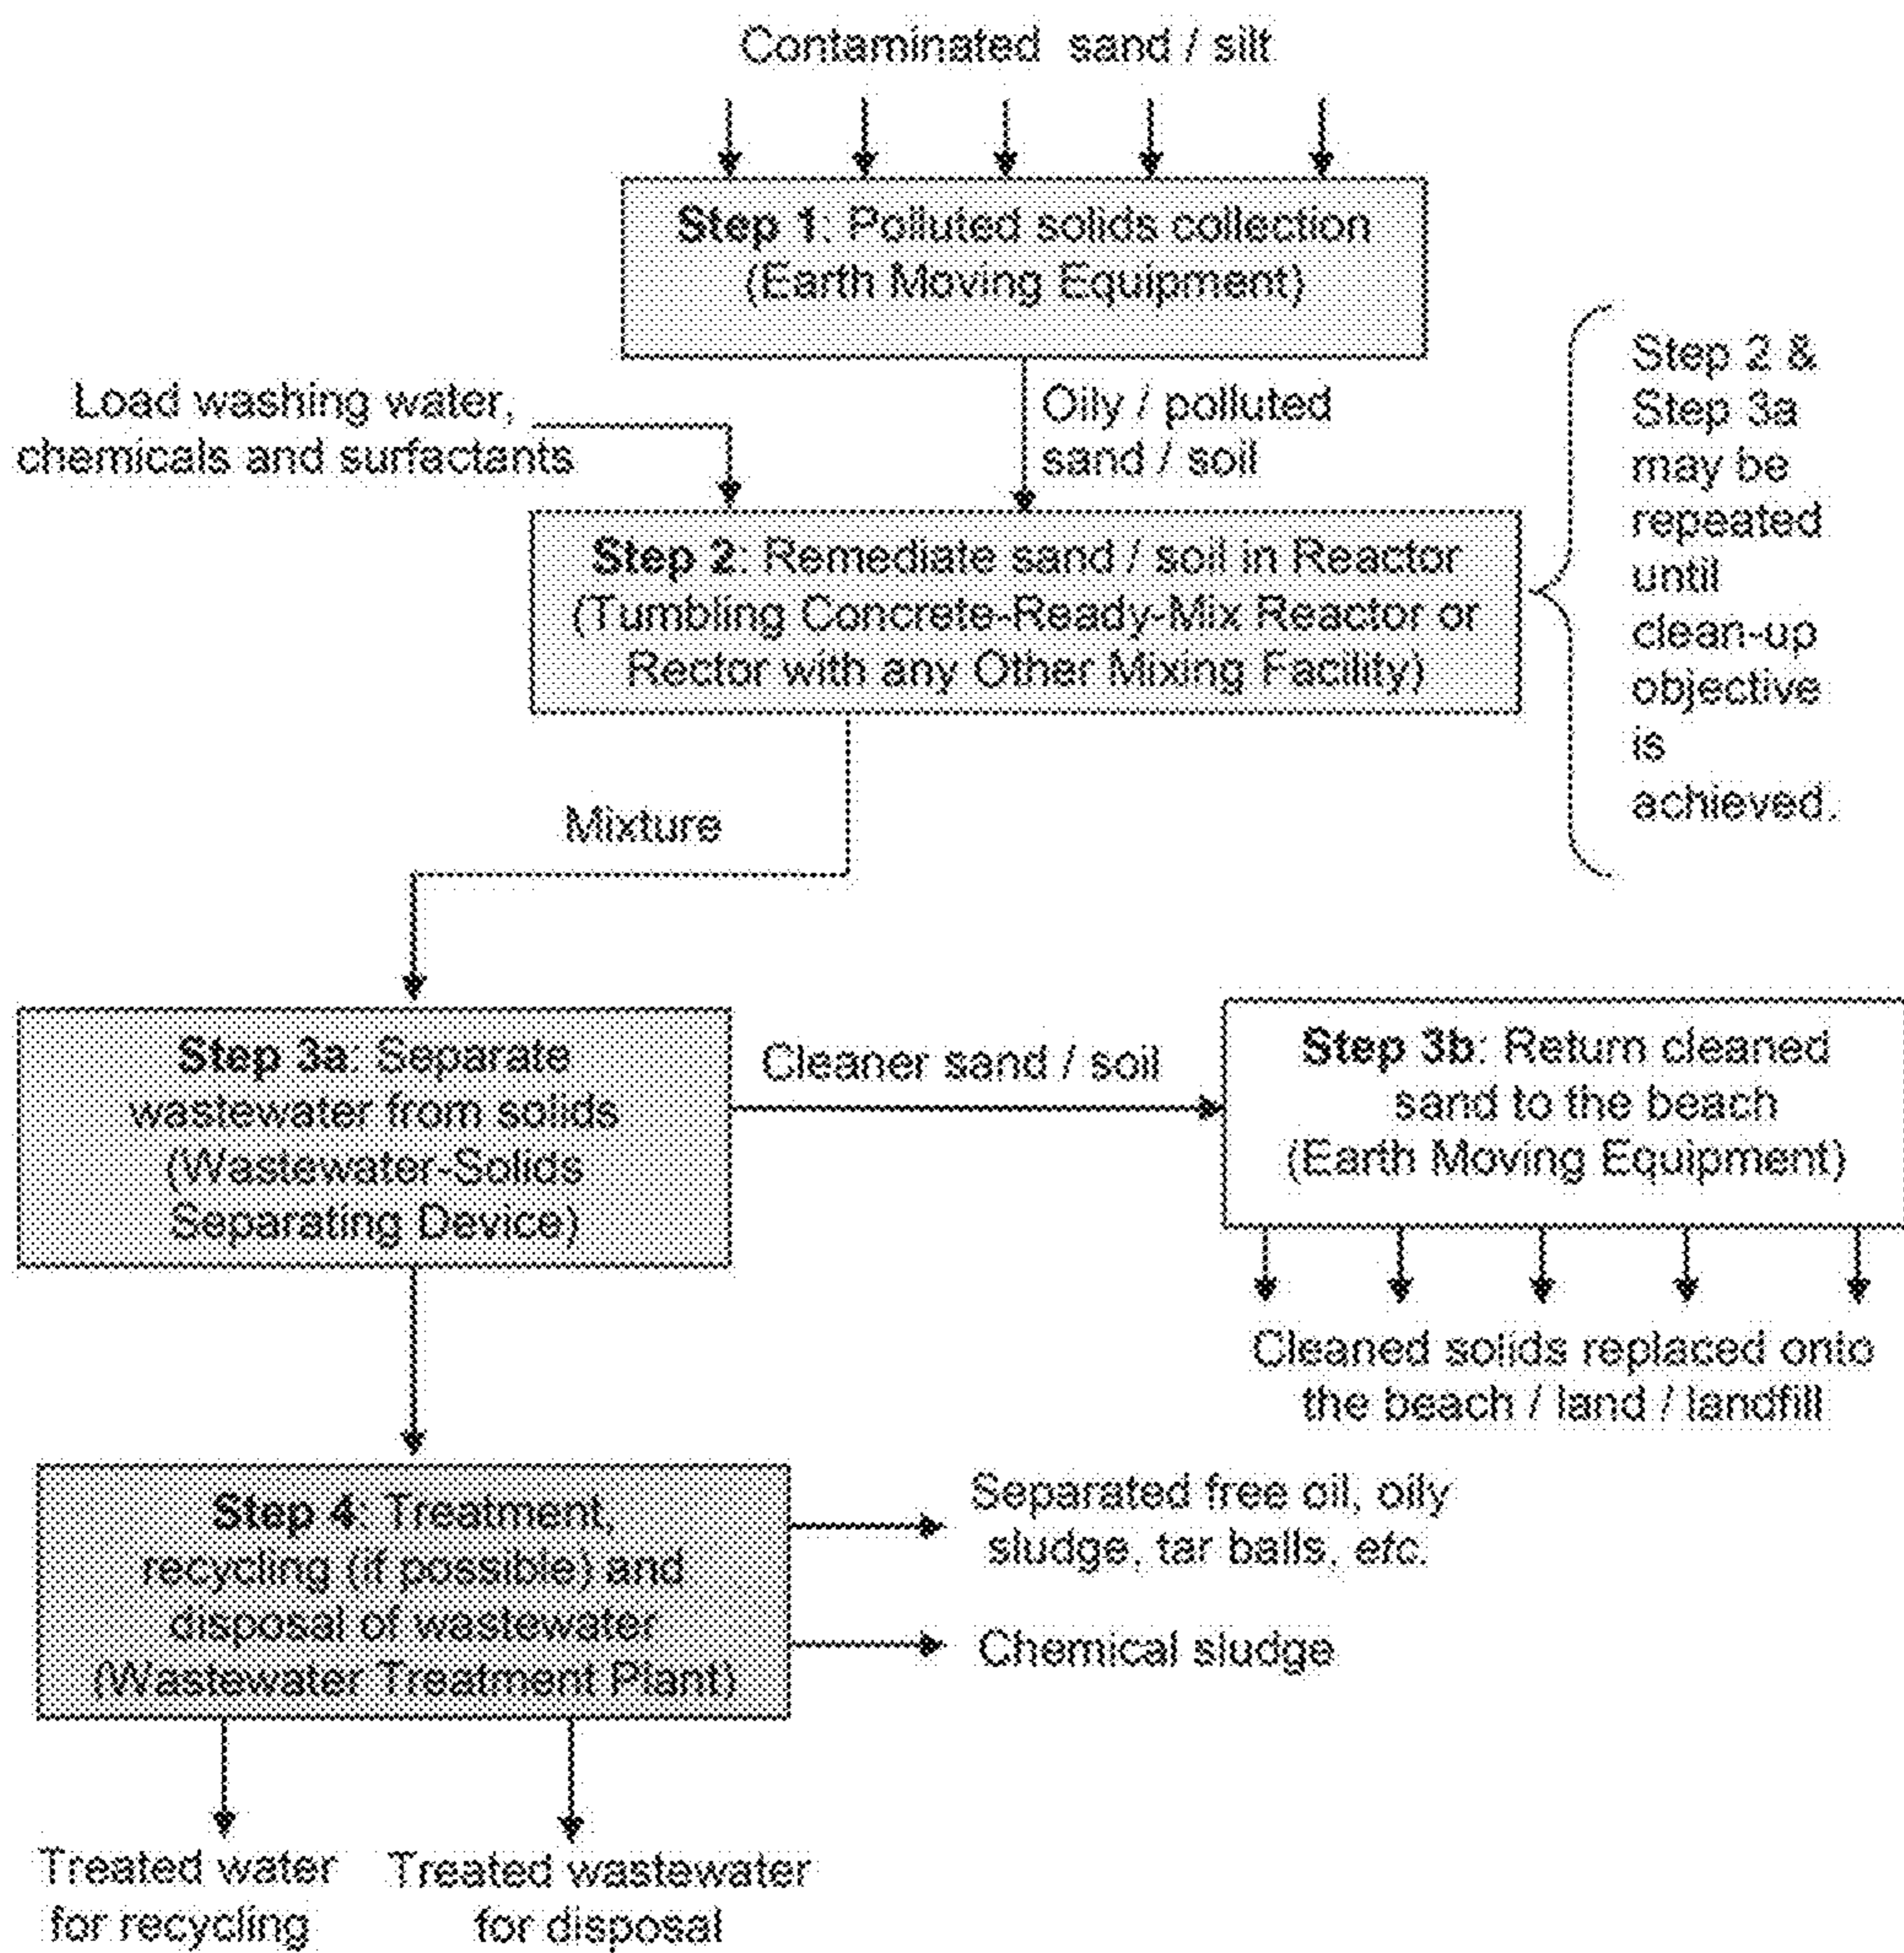 Contaminated sand / silt
Step 1: Polluted solids collection
(Earth Moving Equipment)
Load washing water,
chemicals and surfactants
Oily / polluted
sand / soil
Step 2: Remediate sand / soil in Reactor
(Tumbling Concrete-Ready-Mix Reactor or
Rector with any Other Mixing Facility)
Step 2 &
Step 3a
may be
repeated
until
clean-up
objective
is
achieved.
Mixture
Step 3a: Separate
wastewater from solids
(Wastewater-Solids
Separating Device)
Cleaner sand / soil
Step 3b: Return cleaned
sand to the beach
(Earth Moving Equipment)
Cleaned solids replaced onto
the beach / land / landfill
Step 4: Treatment,
recycling (if possible) and
disposal of wastewater
(Wastewater Treatment Plant)
Separated free oil, oily
sludge, tar balls, etc.
Chemical sludge
Treated water
for recycling
Treated wastewater
for disposal